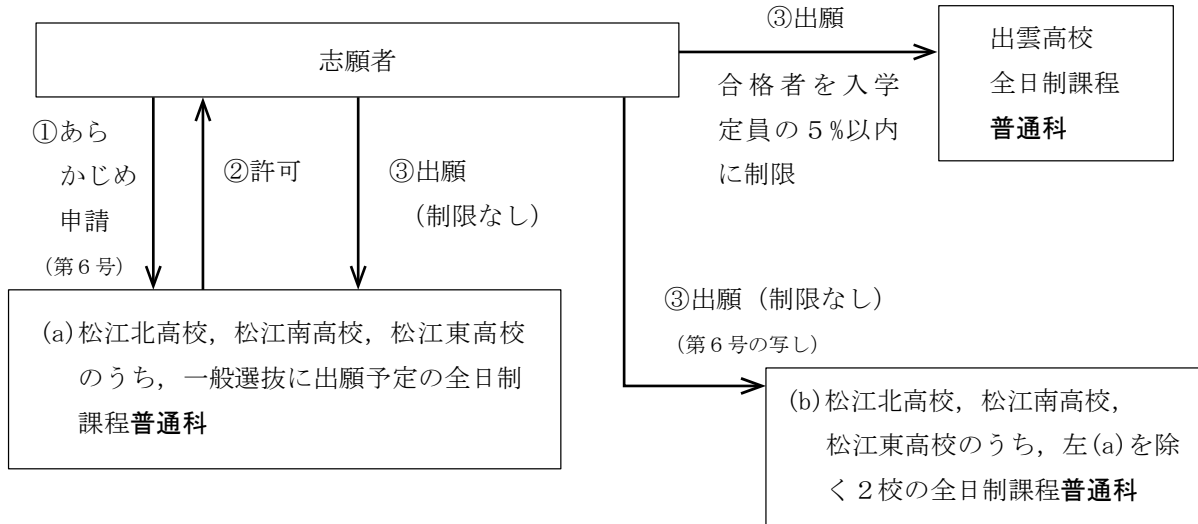 志願者
③出願
合格者を入学
定員の5%以内
に制限
出雲高校
全日制課程
普通科
①あら
かじめ
申請
(第6号)
②許可
③出願
(制限なし)
(a)松江北高校，松江南高校，松江東高校
のうち，一般選抜に出願予定の全日制
課程普通科
③出願(制限なし)
(第6号の写し)
(b)松江北高校，松江南高校，
松江東高校のうち，左(a)を除
く2校の全日制課程普通科